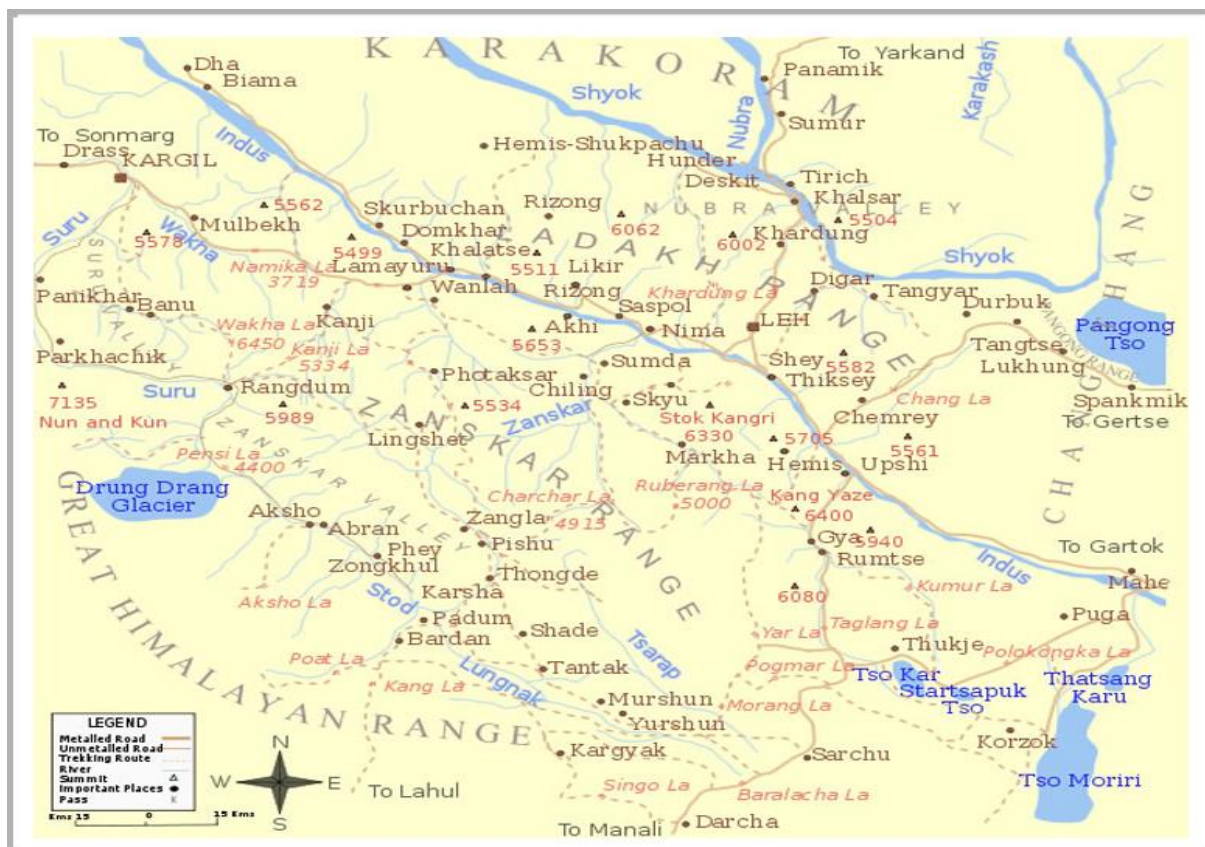 KARAKORAM
To Yarkand
Dha
Biama
Panamik
Karakash
Shyok
Nubra
Sumur
Indus
To Sonmarg
Drass
KARGIL
Hemis-Shukpachu
Hunder
Deskit
Tirich
Khalsar
5562
Skurbuchan
Rizong
6062
NUBRA VALLEY
5504
Suru
Wakha
Mulbekh
5578
SURU VALLEY
5499
Domkhar
Khalatse
5511
LADAKH RANGE
6002
Khardung
Shyok
CHANG CHANG
Namika La
3719
Lamayuru
Wanlah
Likir
Rizong
Khardung La
Digar
Tangyar
Durbuk
Panikhar
Banu
Wakha La
6450
Kanji
Saspol
Akhi
Nima
LEH
PANGONG RANGE
Pangong
Tso
Parkhachik
Kanji La
5334
5653
Sumda
Shey
5582
Tangtse
Lukhung
Suru
Rangdum
Photaksar
Chiling
Thiksey
Chang La
Spankmik
7135
Nun and Kun
5989
ZANSKAR RANGE
5534
Zanskar
Skyu
Stok Kangri
6330
Chemrey
To Gertse
Lingshet
Markha
5705
5561
Pensi La
4400
ZANSKAR VALLEY
Hemis
Upshi
Drung Drang
Glacier
Charchar La
4915
Ruberang La
5000
Kang Yaze
6400
GREAT HIMALAYAN RANGE
Aksho
Abran
Zangla
Pishu
Gya
5940
To Gartok
Phey
Zongkhul
Rumtse
Indus
Mahe
Thongde
Karsha
Stod
6080
Kumur La
Aksho La
Padum
Bardan
Shade
Tsarap
Yar La
Taglang La
Puga
Thukje
Polokongka La
Poat La
Tantak
Pogmar La
Kang La
Lungnak
Tso Kar
Startsapuk
Tso
Thatsang
Karu
Murshun
Yurshun
Morang La
LEGEND
Metalled Road
Unmetalled Road
Trekking Route
River
Summit
Important Places
Pass
Kms 15 0 15 Kms
N
W E
S
Kargyak
Sarchu
Korzok
Tso Moriri
To Lahul
Singo La
Baralacha La
To Manali
Darcha